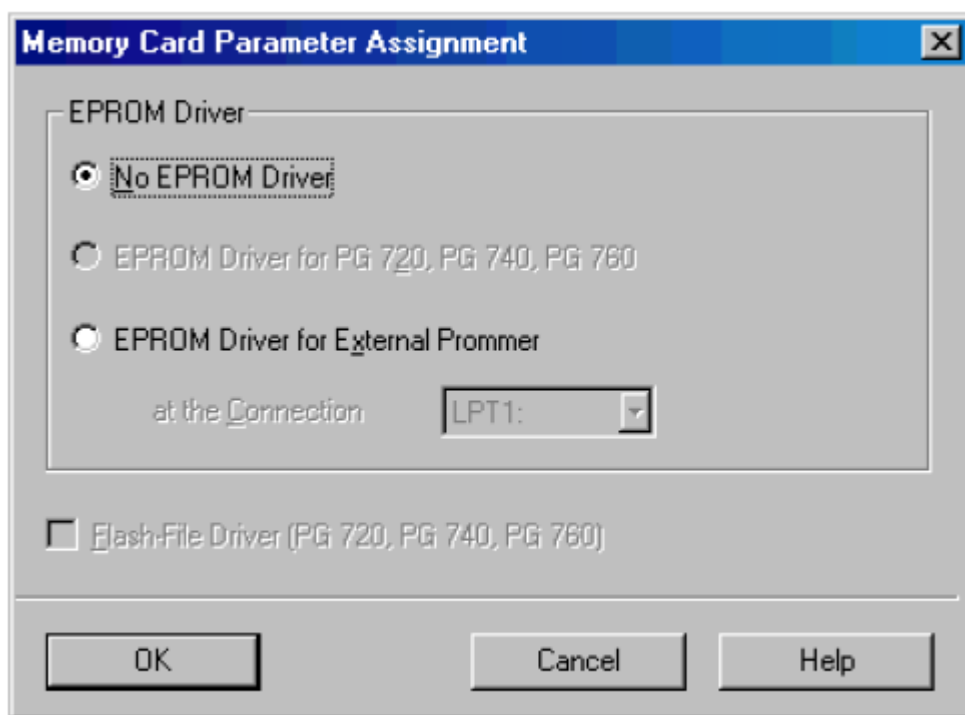 Memory Card Parameter Assignment
EPROM Driver
No EPROM Driver
EPROM Driver for PG 720, PG 740, PG 760
EPROM Driver for External Prommer
at the Connection LPT1:
Flash-File Driver (PG 720, PG 740, PG 760)
OK Cancel Help